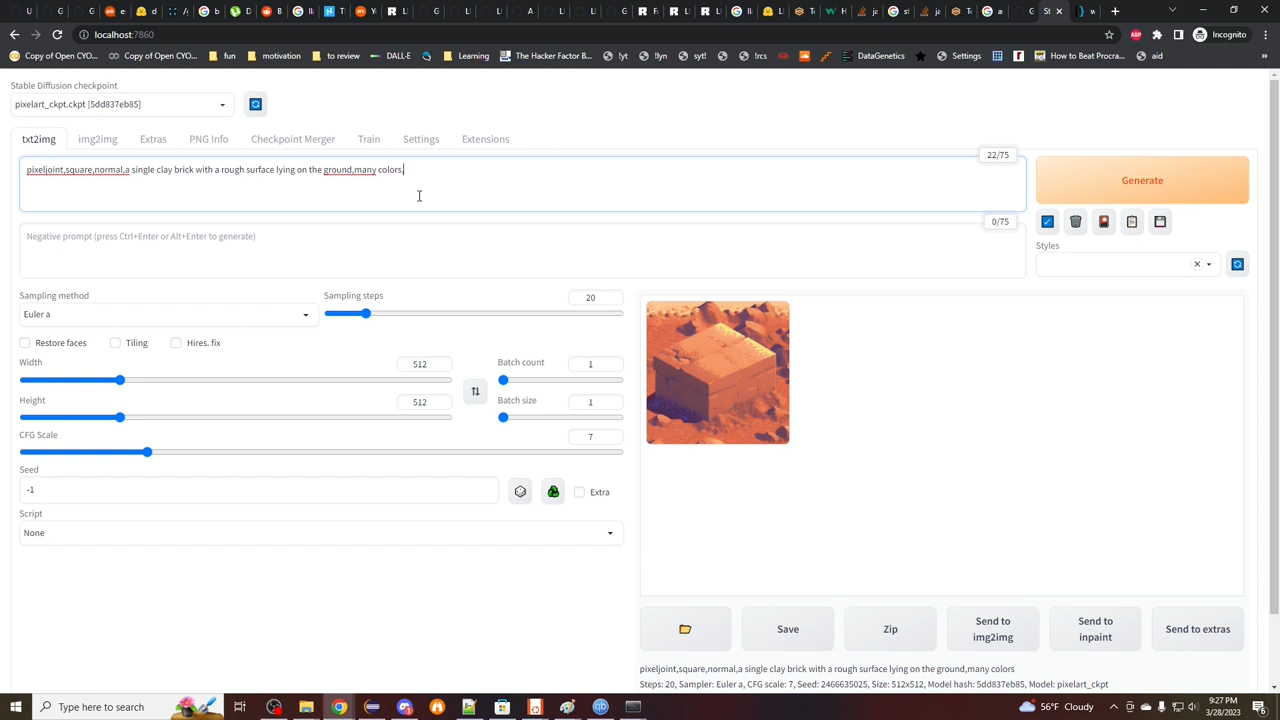 localhost:7860
Incognito
Copy of Open CYO...
Copy of Open CYO...
fun
motivation
to review
DALL-E
Learning
The Hacker Factor B...
!yt
!lyn
syt!
!rcs
DataGenetics
Settings
How to Beat Procra...
aid
Stable Diffusion checkpoint
pixelart_ckpt.ckpt [5dd837eb85]
txt2img
img2img
Extras
PNG Info
Checkpoint Merger
Train
Settings
Extensions
22/75
pixeljoint,square,normal,a single clay brick with a rough surface lying on the ground,many colors,
Generate
0/75
Negative prompt (press Ctrl+Enter or Alt+Enter to generate)
Styles
Sampling method
Sampling steps
20
Euler a
Restore faces
Tiling
Hires. fix
Width
512
Batch count
1
Height
512
Batch size
1
CFG Scale
7
Seed
-1
Extra
Script
None
Save
Zip
Send to
img2img
Send to
inpaint
Send to extras
pixeljoint,square,normal,a single clay brick with a rough surface lying on the ground,many colors
Steps: 20, Sampler: Euler a, CFG scale: 7, Seed: 2466635025, Size: 512x512, Model hash: 5dd837eb85, Model: pixelart_ckpt
Type here to search
56°F Cloudy
9:27 PM
3/28/2023